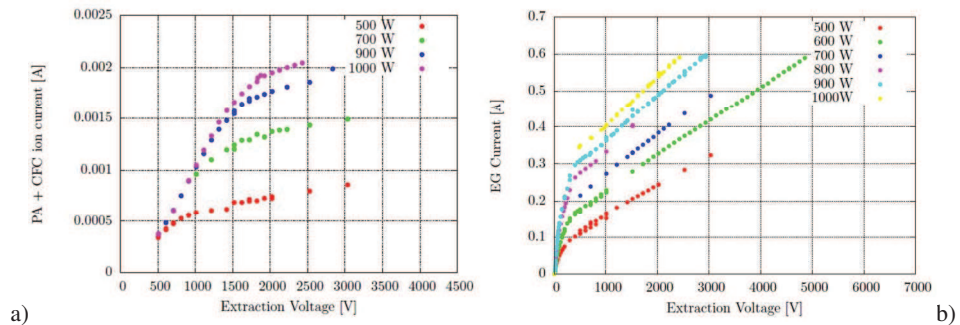 0.0025
0.002
0.0015
0.001
0.0005
0
PA + CFC ion current [A]
500 W
700 W
900 W
1000 W
0 500 1000 1500 2000 2500 3000 3500 4000 4500
Extraction Voltage [V]
a)
0.7
0.6
0.5
0.4
0.3
0.2
0.1
0
EG Current [A]
500 W
600 W
700 W
800 W
900 W
1000W
0 1000 2000 3000 4000 5000 6000 7000
Extraction Voltage [V]
b)